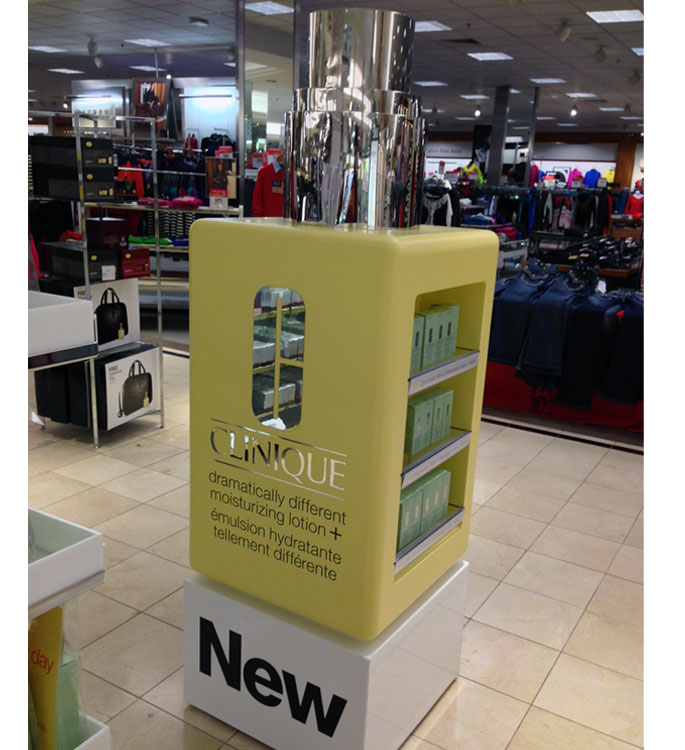 CLINIQUE
dramatically different
moisturizing lotion +
émulsion hydratante
tellement différente
New
day